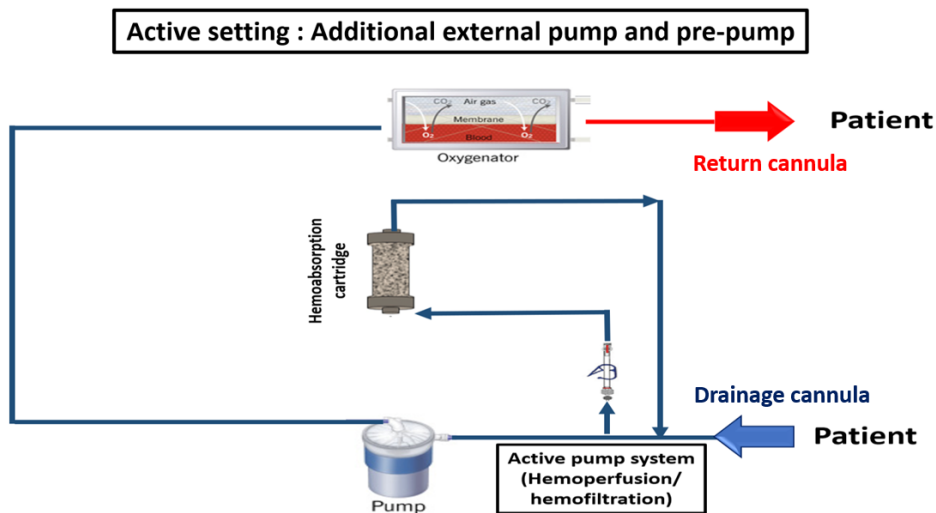 Active setting : Additional external pump and pre-pump
CO₂ Air gas CO₂
Membrane
O₂ Blood O₂
Oxygenator
Patient
Return cannula
Hemoabsorption
cartridge
Drainage cannula
Patient
Active pump system
(Hemoperfusion/
hemofiltration)
Pump